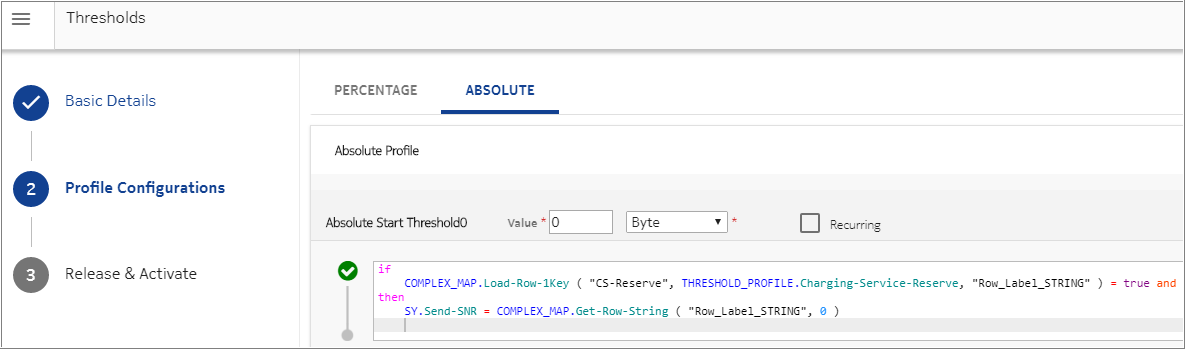 Thresholds
Basic Details
2 Profile Configurations
3 Release & Activate
PERCENTAGE ABSOLUTE
Absolute Profile
Absolute Start Threshold0 Value * 0 Byte * Recurring
if
COMPLEX_MAP.Load-Row-1Key ( "CS-Reserve", THRESHOLD_PROFILE.Charging-Service-Reserve, "Row_Label_STRING" ) = true and
then
SY.Send-SNR = COMPLEX_MAP.Get-Row-String ( "Row_Label_STRING", 0 )